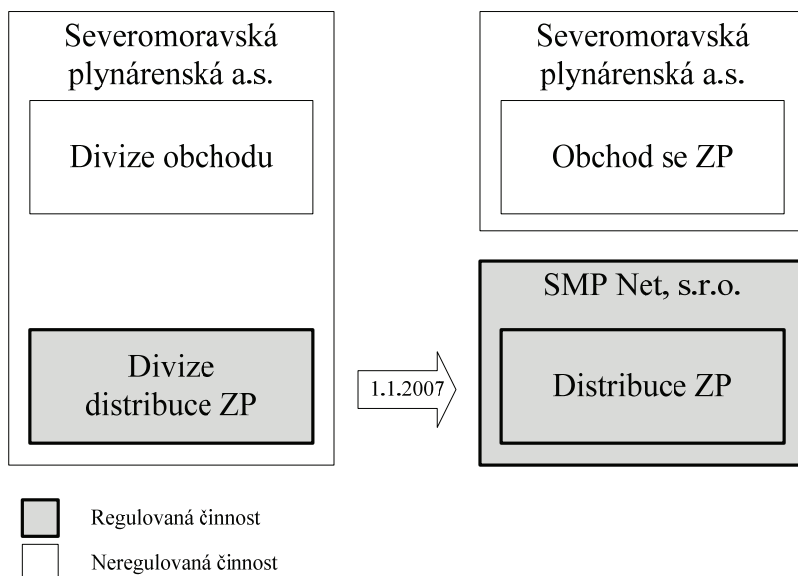 Severomoravská
plynárenská a.s.
Divize obchodu
Divize
distribuce ZP
1.1.2007
Severomoravská
plynárenská a.s.
Obchod se ZP
SMP Net, s.r.o.
Distribuce ZP
Regulovaná činnost
Neregulovaná činnost